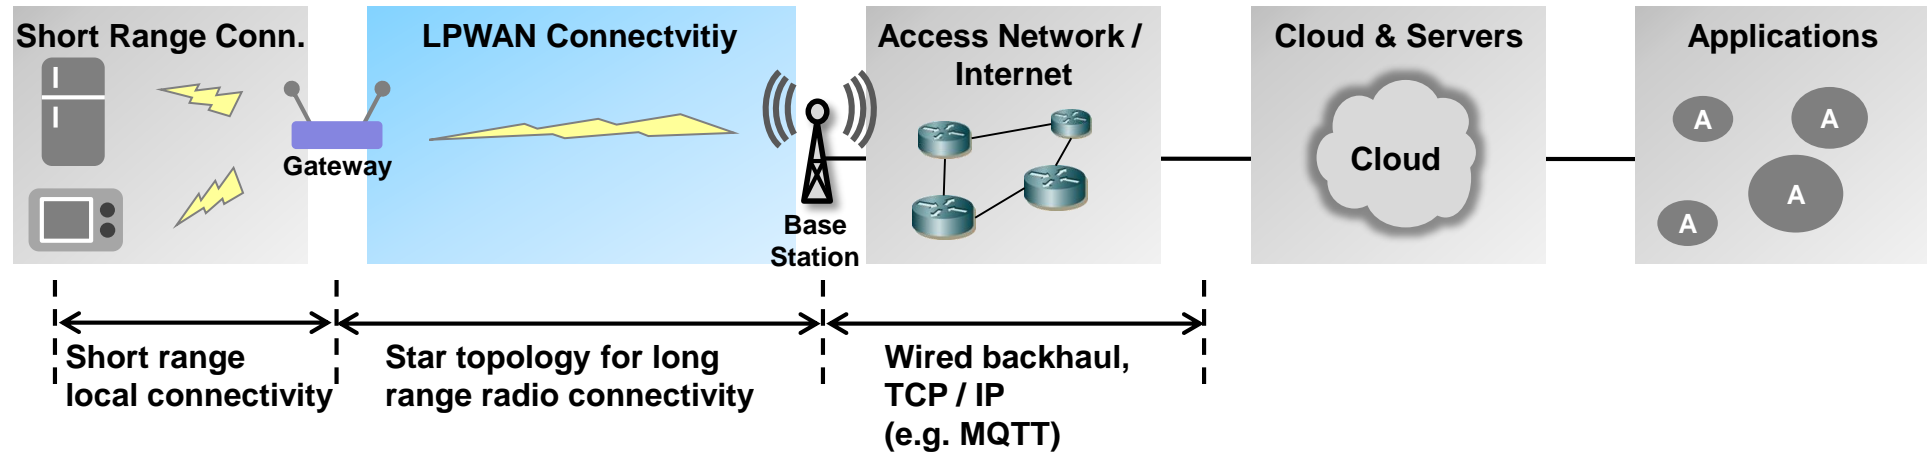 Short Range Conn.
LPWAN Connectvitiy
Access Network /
Internet
Cloud & Servers
Applications
Gateway
Base
Station
Cloud
A
A
A
A
Short range
local connectivity
Star topology for long
range radio connectivity
Wired backhaul,
TCP / IP
(e.g. MQTT)